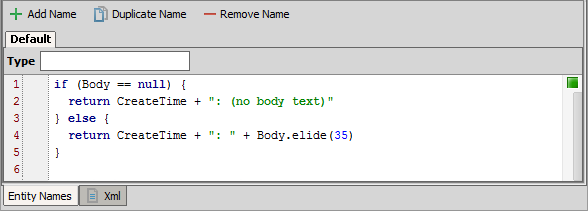 Add Name Duplicate Name Remove Name
Default
Type
1 if (Body == null) {
2 return CreateTime + ": (no body text)"
3 } else {
4 return CreateTime + ": " + Body.elide(35)
5 }
6
Entity Names Xml